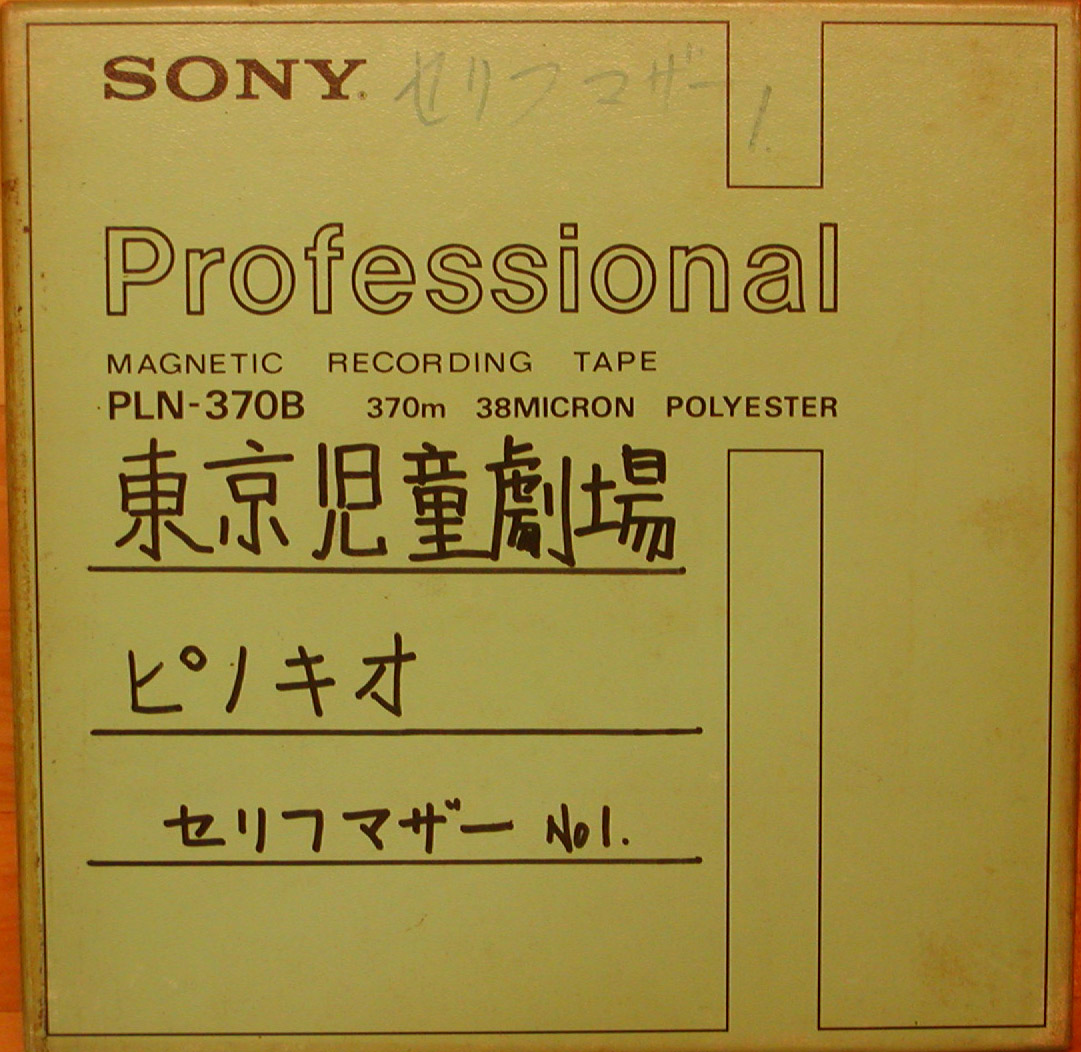 SONY. セリフマザー 1.
Professional
MAGNETIC RECORDING TAPE
PLN-370B 370m 38MICRON POLYESTER
東京児童劇場
ピノキオ
セリフマザー No1.